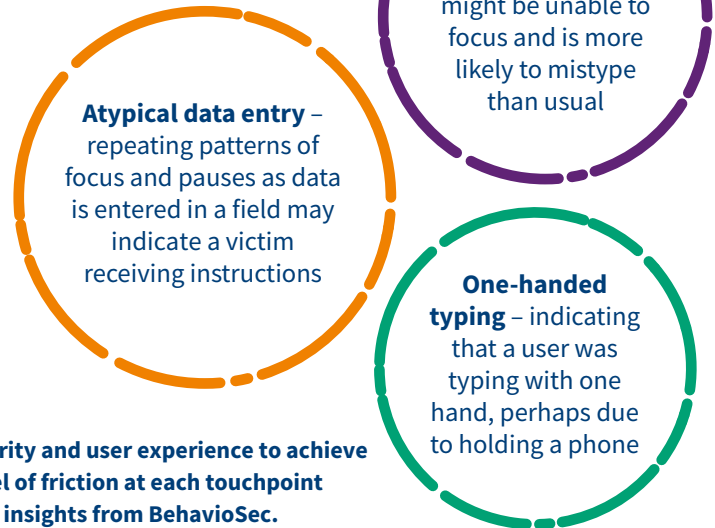 might be unable to
focus and is more
likely to mistype
than usual
Atypical data entry –
repeating patterns of
focus and pauses as data
is entered in a field may
indicate a victim
receiving instructions
One-handed
typing – indicating
that a user was
typing with one
hand, perhaps due
to holding a phone
rity and user experience to achieve
el of friction at each touchpoint
insights from BehavioSec.